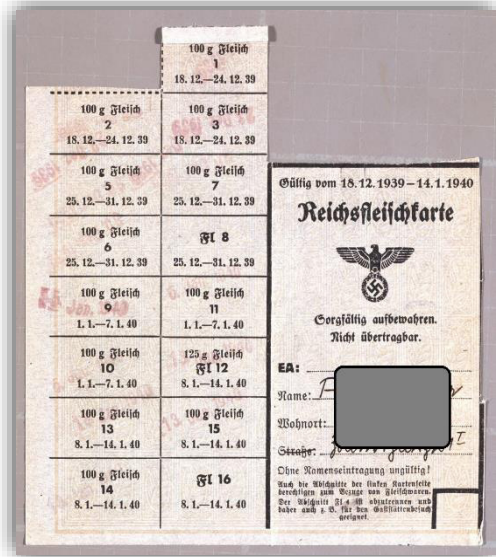 100 g Fleisch
1
18. 12.—24. 12. 39
100 g Fleisch
2
18. 12.—24. 12. 39
100 g Fleisch
3
18. 12.—24. 12. 39
100 g Fleisch
5
25. 12.—31. 12. 39
100 g Fleisch
7
25. 12.—31. 12. 39
100 g Fleisch
6
25. 12.—31. 12. 39
Fl 8
25. 12.—31. 12. 39
100 g Fleisch
9
1. 1.—7. 1. 40
100 g Fleisch
11
1. 1.—7. 1. 40
100 g Fleisch
10
1. 1.—7. 1. 40
125 g Fleisch
Fl 12
8. 1.—14. 1. 40
100 g Fleisch
13
8. 1.—14. 1. 40
100 g Fleisch
15
8. 1.—14. 1. 40
100 g Fleisch
14
8. 1.—14. 1. 40
Fl 16
8. 1.—14. 1. 40
Gültig vom 18.12.1939 – 14.1.1940
Reichsfleischkarte
Sorgfältig aufbewahren.
Nicht übertragbar.
EA:
Name:
Wohnort:
Straße:
Ohne Namenseintragung ungültig!
Auch die Abschnitte der linken Kartenseite
berechtigen zum Bezuge von Fleischwaren.
Der Abschnitt Fl 4 ist abzutrennen und
daher auch z. B. für den Gaststättenbesuch
geeignet.